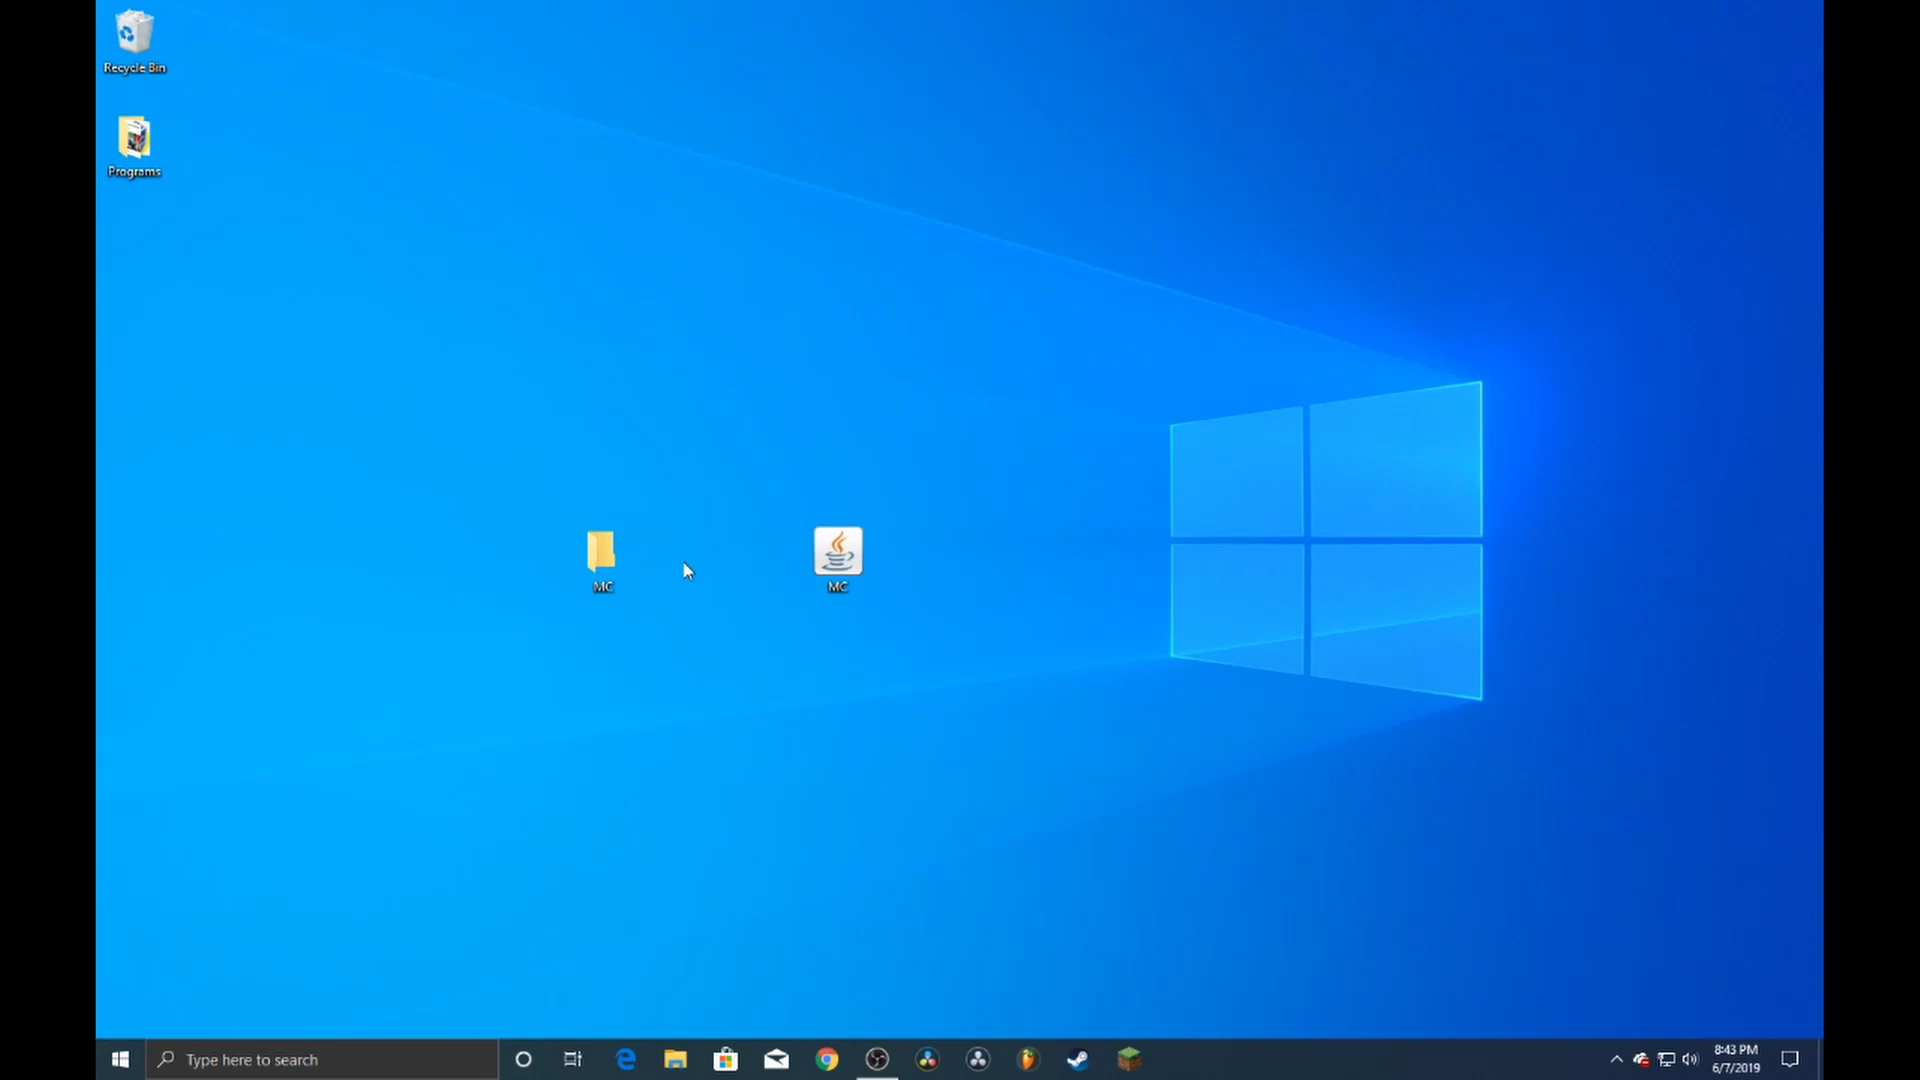 Recycle Bin
Programs
MC
MC
Type here to search
8:43 PM
6/7/2019